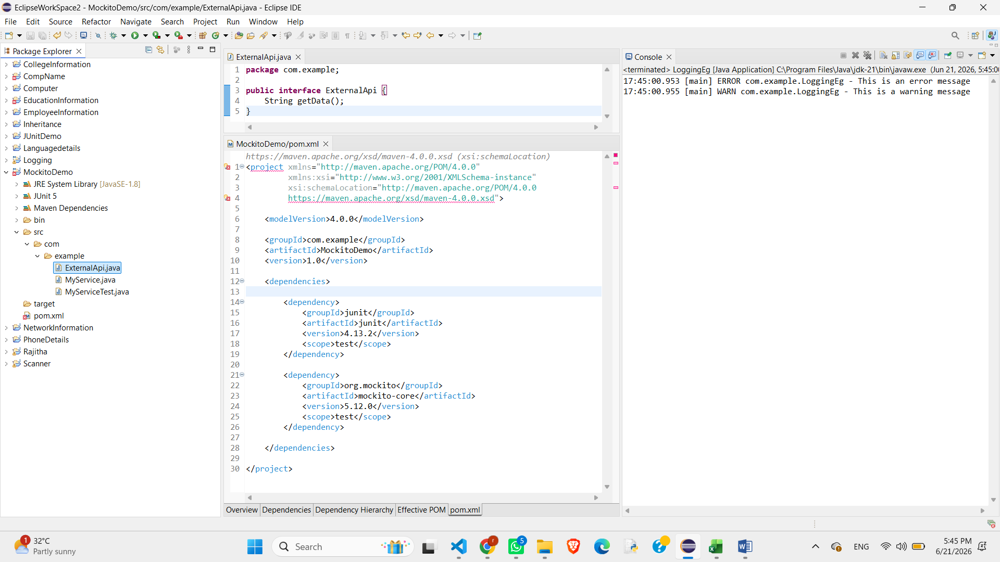 EclipseWorkSpace2 - MockitoDemo/src/com/example/ExternalApi.java - Eclipse IDE
File Edit Source Refactor Navigate Search Project Run Window Help
Package Explorer
CollegeInformation
CompName
Computer
EducationInformation
EmployeeInformation
Inheritance
JUnitDemo
Languagedetails
Logging
MockitoDemo
JRE System Library [JavaSE-1.8]
JUnit 5
Maven Dependencies
bin
src
com
example
ExternalApi.java
MyService.java
MyServiceTest.java
target
pom.xml
NetworkInformation
PhoneDetails
Rajitha
Scanner
ExternalApi.java
1 package com.example;
2
3 public interface ExternalApi {
4 String getData();
5 }
MockitoDemo/pom.xml
https://maven.apache.org/xsd/maven-4.0.0.xsd (xsi:schemaLocation)
1 <project xmlns="http://maven.apache.org/POM/4.0.0"
2 xmlns:xsi="http://www.w3.org/2001/XMLSchema-instance"
3 xsi:schemaLocation="http://maven.apache.org/POM/4.0.0
4 https://maven.apache.org/xsd/maven-4.0.0.xsd">
5
6 <modelVersion>4.0.0</modelVersion>
7
8 <groupId>com.example</groupId>
9 <artifactId>MockitoDemo</artifactId>
10 <version>1.0</version>
11
12 <dependencies>
13
14 <dependency>
15 <groupId>junit</groupId>
16 <artifactId>junit</artifactId>
17 <version>4.13.2</version>
18 <scope>test</scope>
19 </dependency>
20
21 <dependency>
22 <groupId>org.mockito</groupId>
23 <artifactId>mockito-core</artifactId>
24 <version>5.12.0</version>
25 <scope>test</scope>
26 </dependency>
27
28 </dependencies>
29
30 </project>
Overview Dependencies Dependency Hierarchy Effective POM pom.xml
Console
<terminated> LoggingEg [Java Application] C:\Program Files\Java\jdk-21\bin\javaw.exe (Jun 21, 2026, 5:45:0
17:45:00.953 [main] ERROR com.example.LoggingEg - This is an error message
17:45:00.955 [main] WARN com.example.LoggingEg - This is a warning message
1
32°C
Partly sunny
Search
r
5
ENG
5:45 PM
6/21/2026